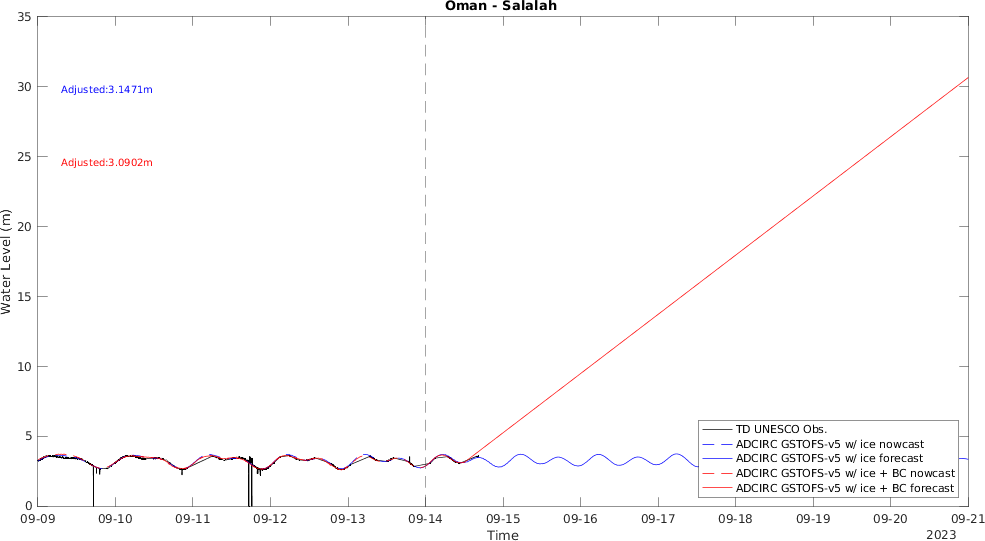 Oman - Salalah
35
30
25
20
15
10
5
0
Water Level (m)
Adjusted:3.1471m
Adjusted:3.0902m
TD UNESCO Obs.
ADCIRC GSTOFS-v5 w/ ice nowcast
ADCIRC GSTOFS-v5 w/ ice forecast
ADCIRC GSTOFS-v5 w/ ice + BC nowcast
ADCIRC GSTOFS-v5 w/ ice + BC forecast
09-09 09-10 09-11 09-12 09-13 09-14 09-15 09-16 09-17 09-18 09-19 09-20 09-21
Time
2023